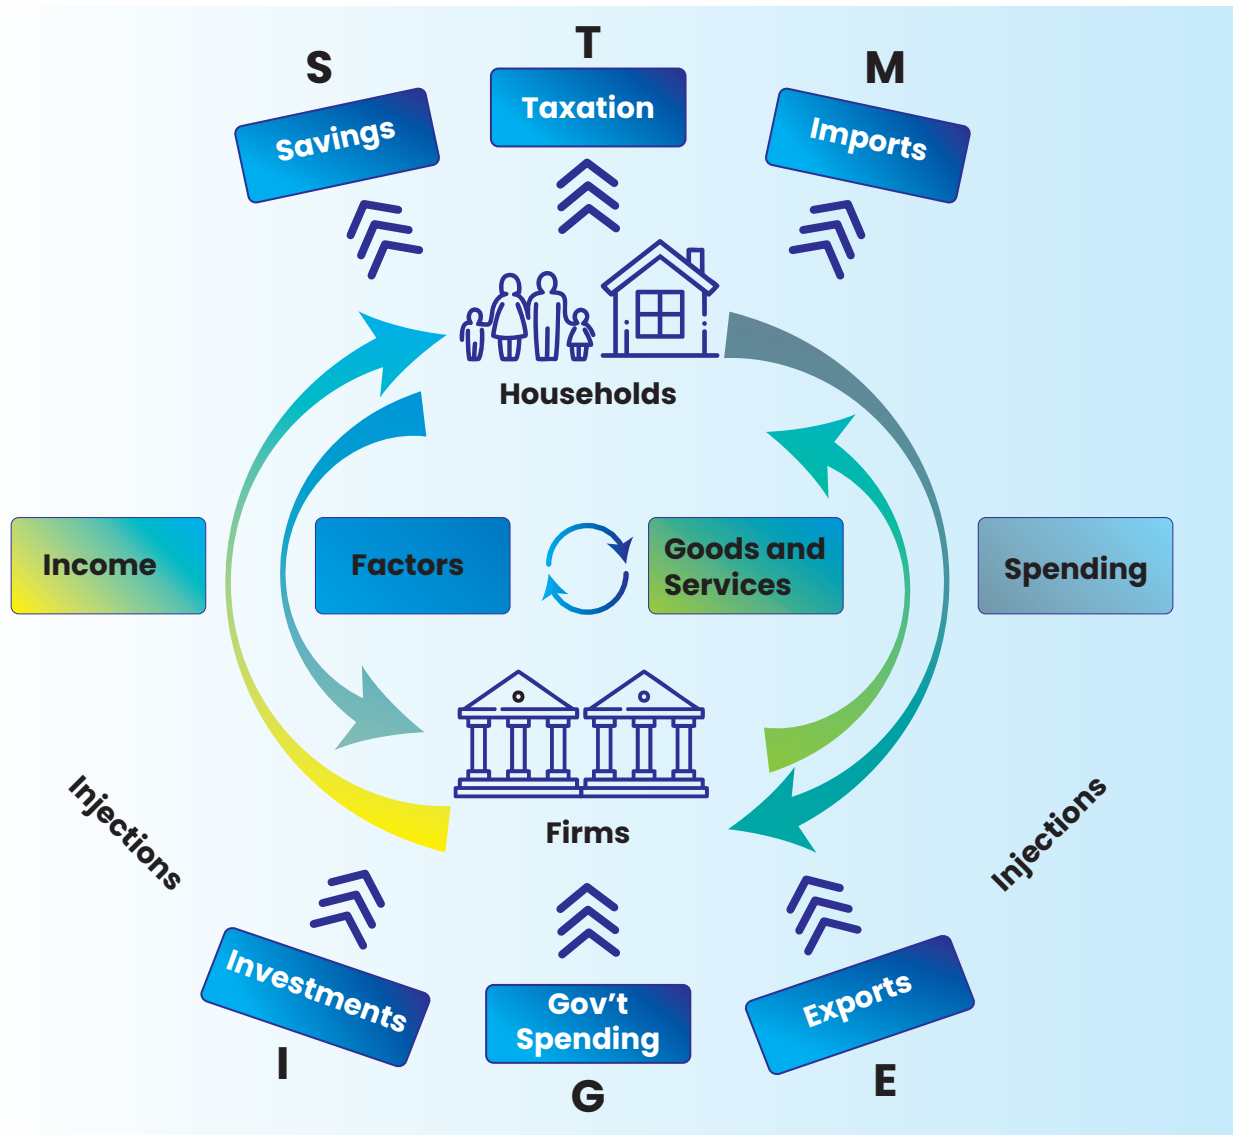 S
T
M
Savings
Taxation
Imports
Households
Income
Factors
Goods and
Services
Spending
Firms
Injections
Injections
Investments
Gov't
Spending
Exports
I
G
E